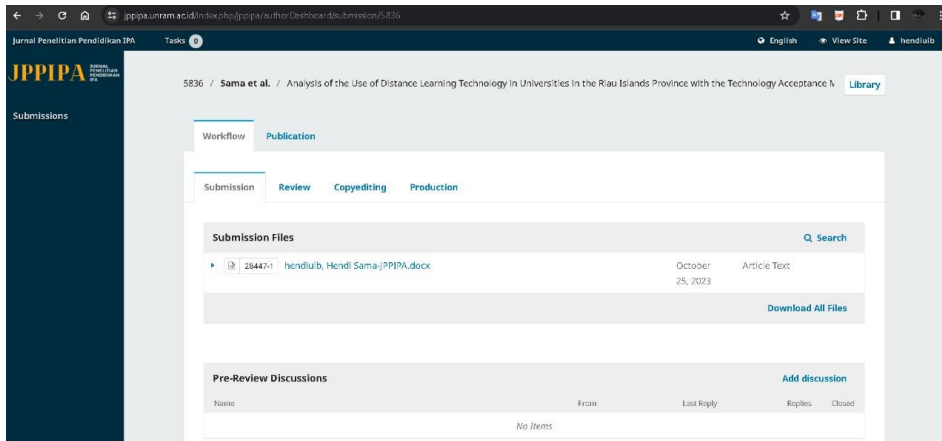 jppipa.unram.ac.id/index.php/jppipa/authorDashboard/submission/5836
Jurnal Penelitian Pendidikan IPA Tasks 0 English View Site hendiuib
JPPIPA JURNAL PENELITIAN PENDIDIKAN IPA
5836 / Sama et al. / Analysis of the Use of Distance Learning Technology in Universities in the Riau Islands Province with the Technology Acceptance M Library
Submissions
Workflow Publication
Submission Review Copyediting Production
Submission Files Search
28447-1 hendiuib, Hendi Sama-JPPIPA.docx October 25, 2023 Article Text
Download All Files
Pre-Review Discussions Add discussion
Name From Last Reply Replies Closed
No Items